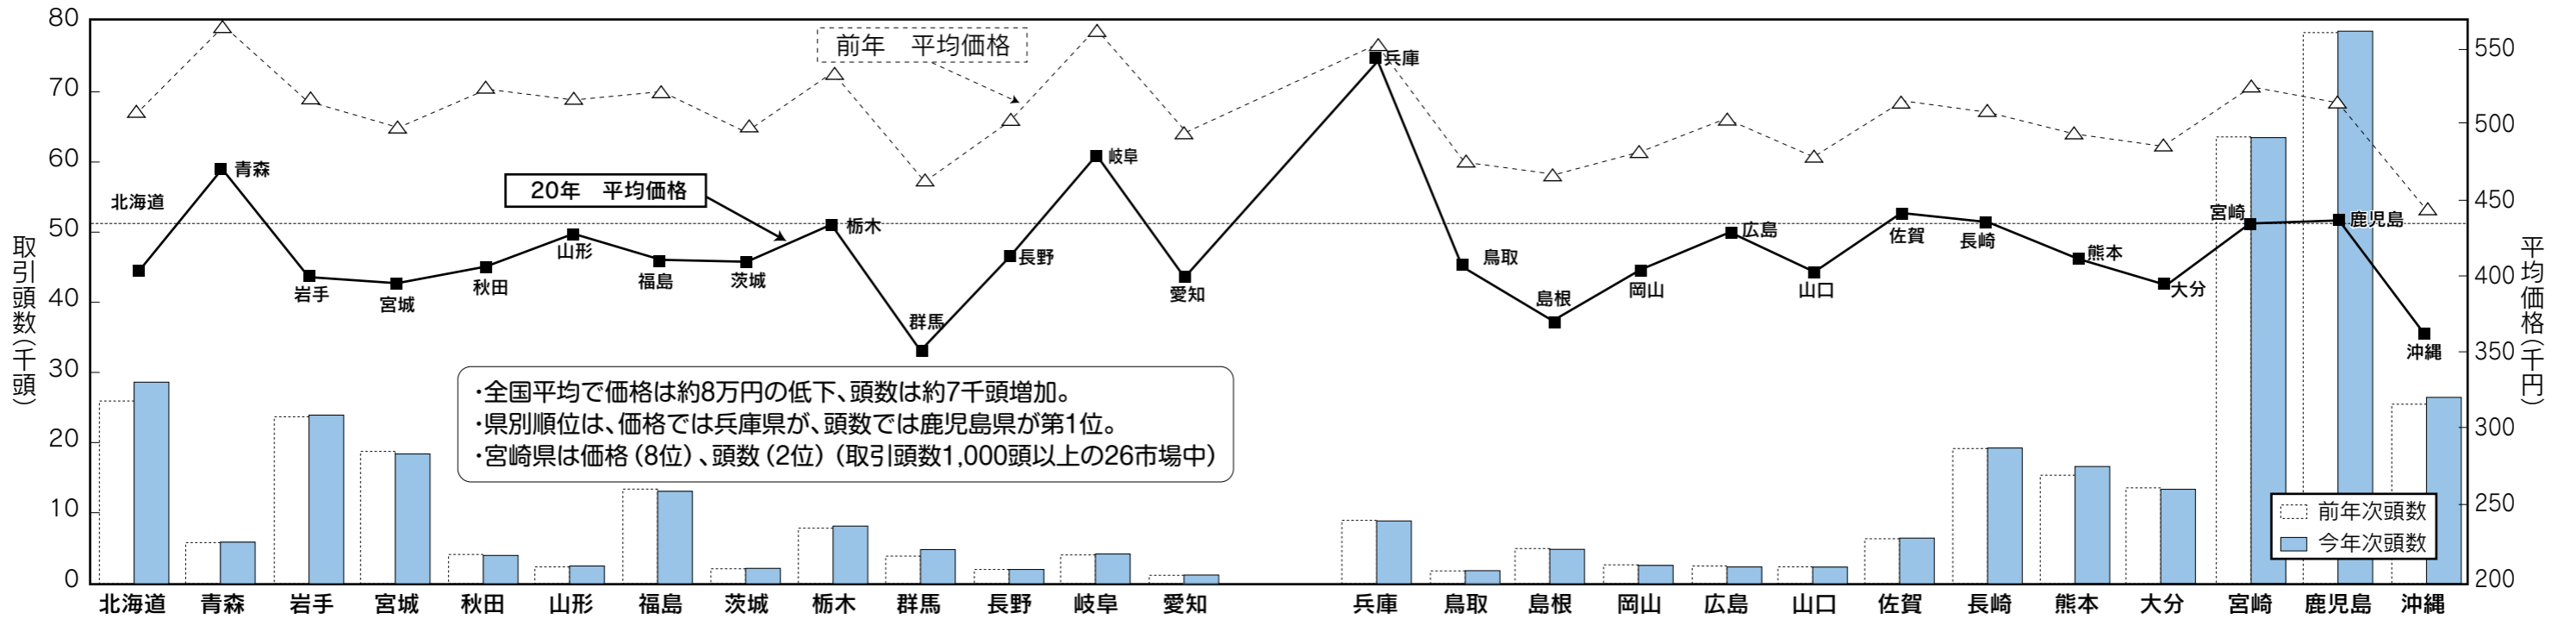 80
70
60
50
40
30
20
10
0
取引頭数(千頭)
550
500
450
400
350
300
250
200
平均価格(千円)
前年 平均価格
20年 平均価格
北海道
青森
岩手
宮城
秋田
山形
福島
茨城
栃木
群馬
長野
岐阜
愛知
兵庫
鳥取
島根
岡山
広島
山口
佐賀
長崎
熊本
大分
宮崎
鹿児島
沖縄
・全国平均で価格は約8万円の低下、頭数は約7千頭増加。
・県別順位は、価格では兵庫県が、頭数では鹿児島県が第1位。
・宮崎県は価格(8位)、頭数(2位)(取引頭数1,000頭以上の26市場中)
前年次頭数
今年次頭数
北海道 青森 岩手 宮城 秋田 山形 福島 茨城 栃木 群馬 長野 岐阜 愛知 兵庫 鳥取 島根 岡山 広島 山口 佐賀 長崎 熊本 大分 宮崎 鹿児島 沖縄